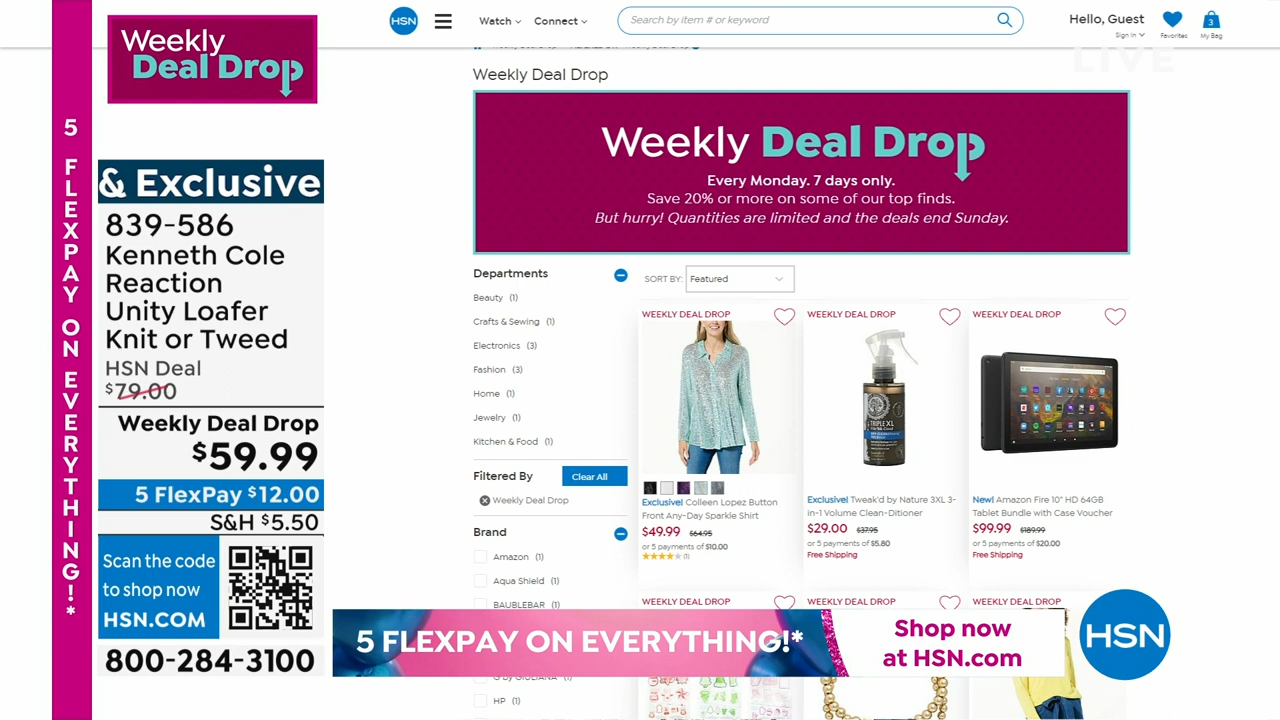 5 FLEXPAY ON EVERYTHING!*
Weekly
Deal Drop
& Exclusive
839-586
Kenneth Cole
Reaction
Unity Loafer
Knit or Tweed
HSN Deal
$79.00
Weekly Deal Drop
$59.99
5 FlexPay $12.00
S&H $5.50
Scan the code
to shop now
HSN.COM
800-284-3100
HSN
Watch
Connect
Search by item # or keyword
Hello, Guest
Sign In
Favorites
3
My Bag
LIVE
Weekly Deal Drop
Weekly Deal Drop
Every Monday. 7 days only.
Save 20% or more on some of our top finds.
But hurry! Quantities are limited and the deals end Sunday.
Departments
Beauty (1)
Crafts & Sewing (1)
Electronics (3)
Fashion (3)
Home (1)
Jewelry (1)
Kitchen & Food (1)
Filtered By
Clear All
Weekly Deal Drop
Brand
Amazon (1)
Aqua Shield (1)
BAUBLEBAR (1)
G by GIULIANA (1)
HP (1)
SORT BY: Featured
WEEKLY DEAL DROP
Exclusive! Colleen Lopez Button
Front Any-Day Sparkle Shirt
$49.99 $64.95
or 5 payments of $10.00
(1)
WEEKLY DEAL DROP
TRIPLE XL
Exclusive! Tweak'd by Nature 3XL 3-
in-1 Volume Clean-Ditioner
$29.00 $37.95
or 5 payments of $5.80
Free Shipping
WEEKLY DEAL DROP
New! Amazon Fire 10" HD 64GB
Tablet Bundle with Case Voucher
$99.99 $189.99
or 5 payments of $20.00
Free Shipping
WEEKLY DEAL DROP
WEEKLY DEAL DROP
WEEKLY DEAL DROP
5 FLEXPAY ON EVERYTHING!*
Shop now
at HSN.com
HSN